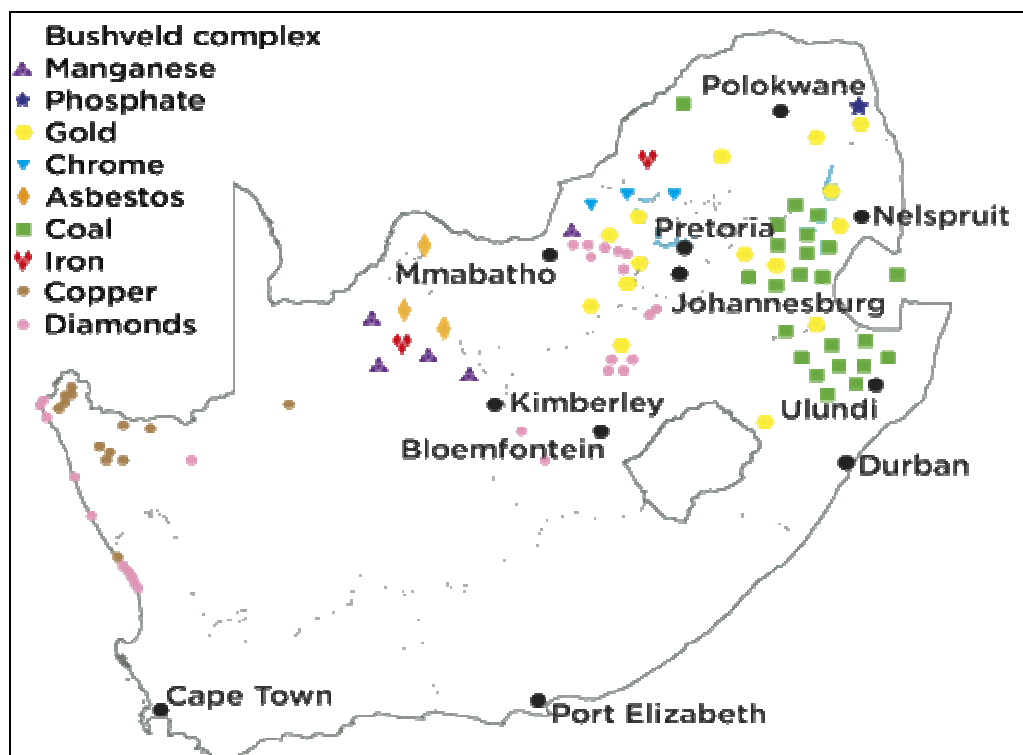 Bushveld complex
Manganese
Phosphate
Gold
Chrome
Asbestos
Coal
Iron
Copper
Diamonds
Polokwane
Nelspruit
Pretoria
Mmabatho
Johannesburg
Kimberley
Ulundi
Bloemfontein
Durban
Cape Town
Port Elizabeth